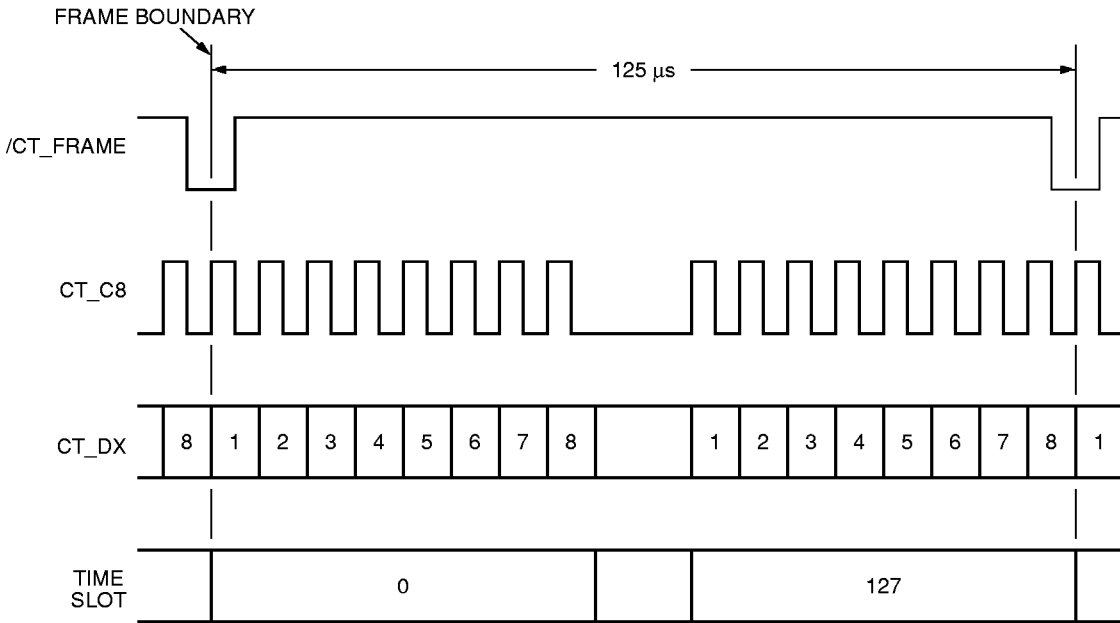 FRAME BOUNDARY
125 µs
/CT_FRAME
CT_C8
CT_DX
8 1 2 3 4 5 6 7 8 1 2 3 4 5 6 7 8 1
TIME
SLOT
0 127